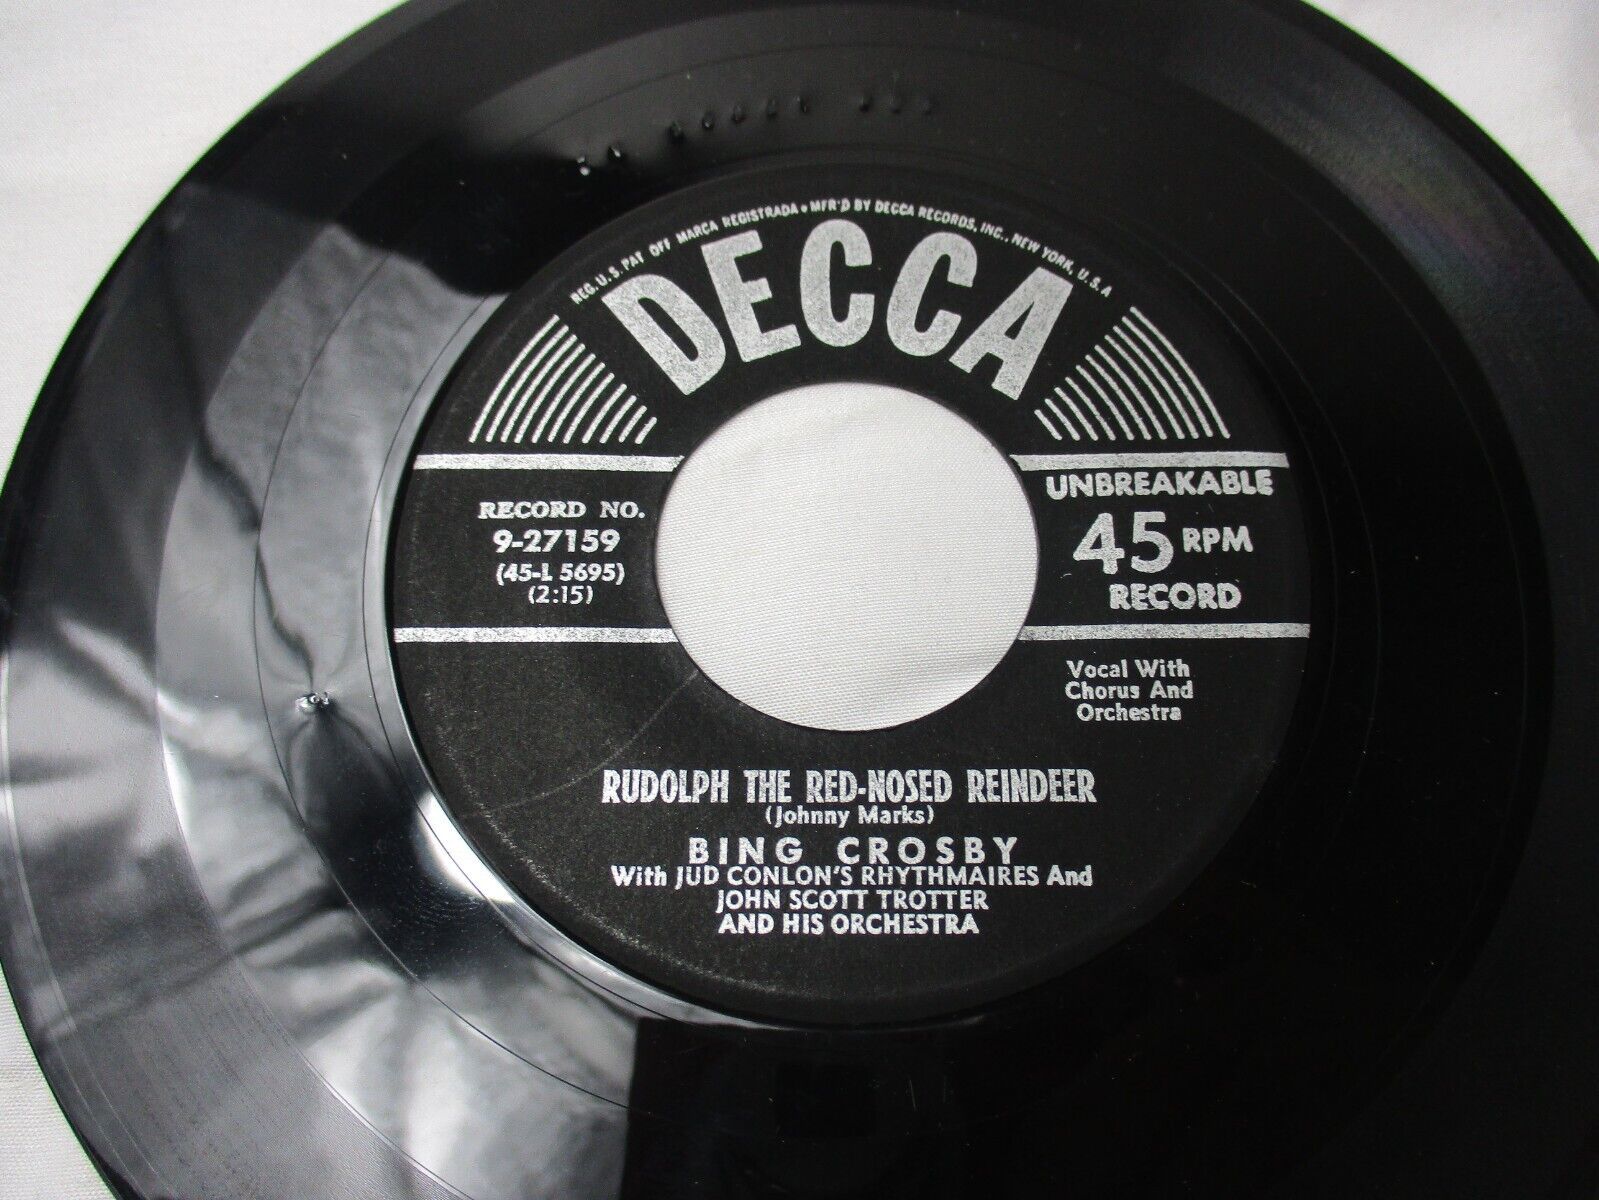 REG. U.S. PAT OFF MARCA REGISTRADA • MFR'D BY DECCA RECORDS, INC., NEW YORK, U.S.A
DECCA
RECORD NO.
9-27159
(45-L 5695)
(2:15)
UNBREAKABLE
45 RPM
RECORD
Vocal With
Chorus And
Orchestra
RUDOLPH THE RED-NOSED REINDEER
(Johnny Marks)
BING CROSBY
With JUD CONLON'S RHYTHMAIRES And
JOHN SCOTT TROTTER
AND HIS ORCHESTRA